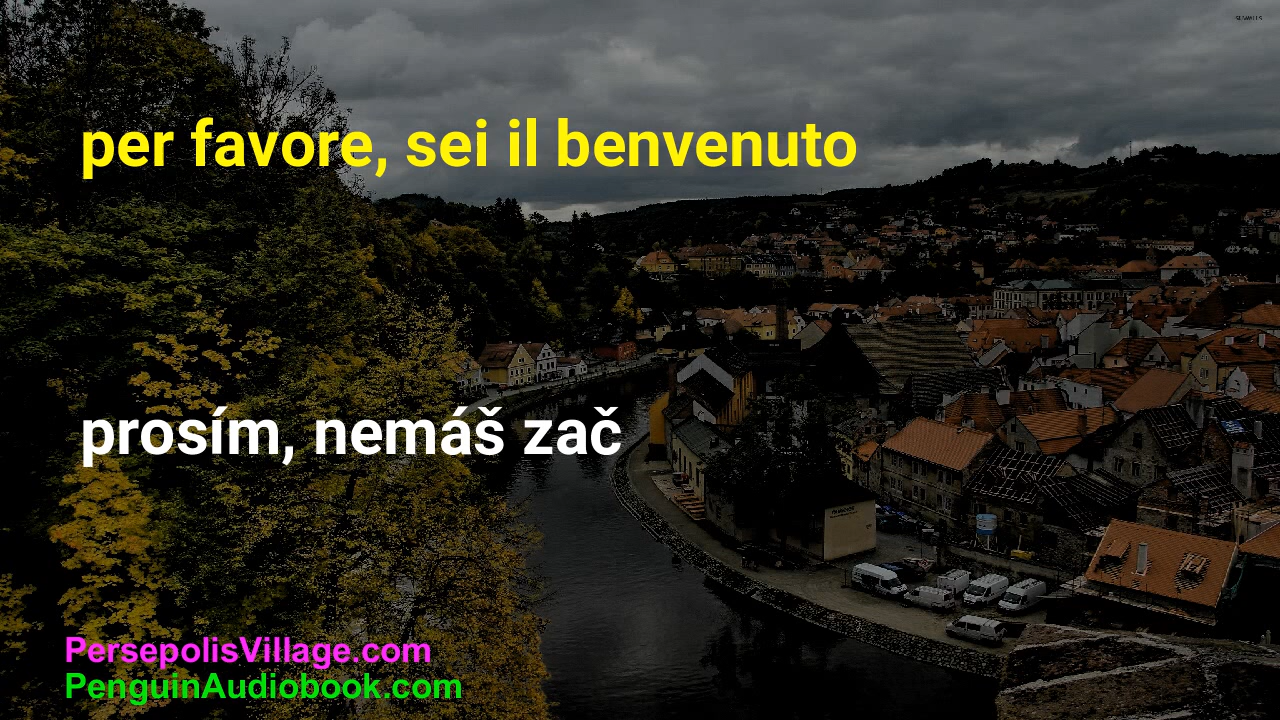 per favore, sei il benvenuto
prosím, nemáš zač
PersepolisVillage.com
PenguinAudiobook.com